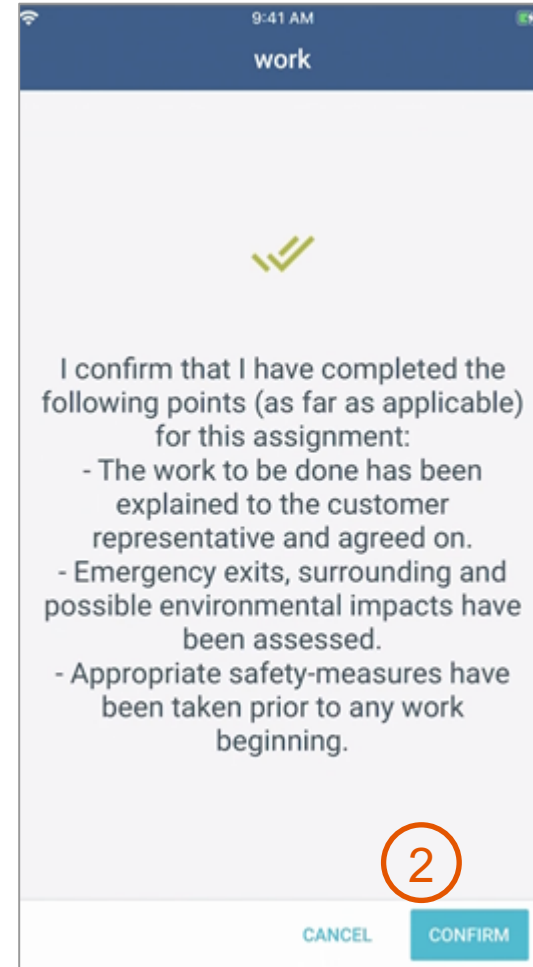 9:41 AM
work
I confirm that I have completed the
following points (as far as applicable)
for this assignment:
- The work to be done has been
explained to the customer
representative and agreed on.
- Emergency exits, surrounding and
possible environmental impacts have
been assessed.
- Appropriate safety-measures have
been taken prior to any work
beginning.
2
CANCEL CONFIRM